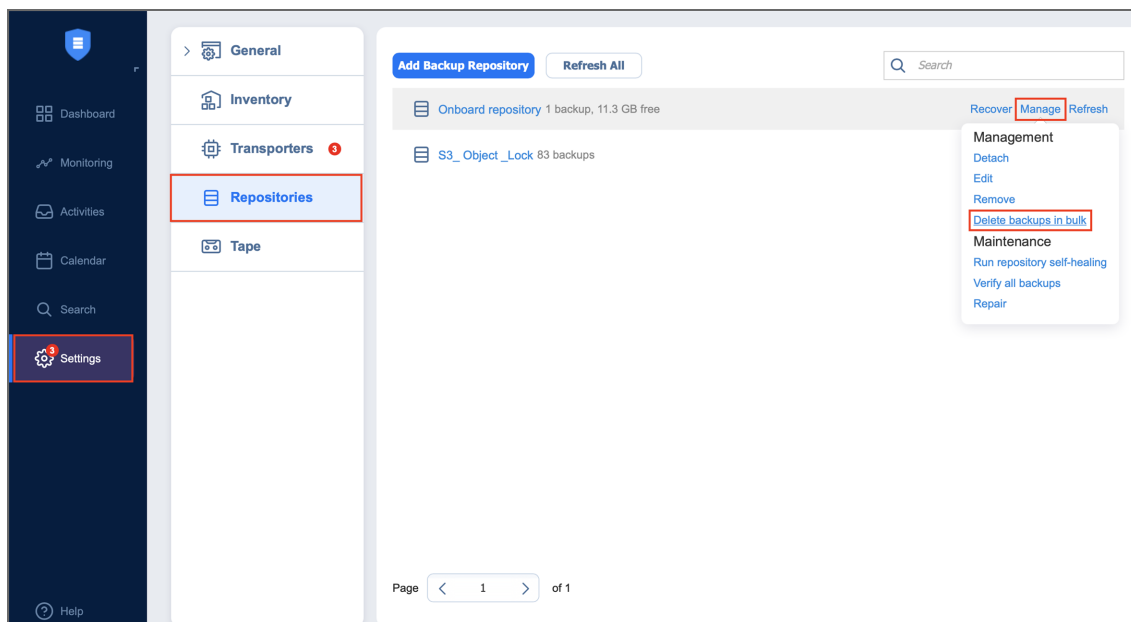 Dashboard
Monitoring
Activities
Calendar
Search
3
Settings
Help
General
Inventory
Transporters 3
Repositories
Tape
Add Backup Repository Refresh All Search
Onboard repository 1 backup, 11.3 GB free Recover Manage Refresh
S3_ Object _Lock 83 backups
Management
Detach
Edit
Remove
Delete backups in bulk
Maintenance
Run repository self-healing
Verify all backups
Repair
Page 1 of 1